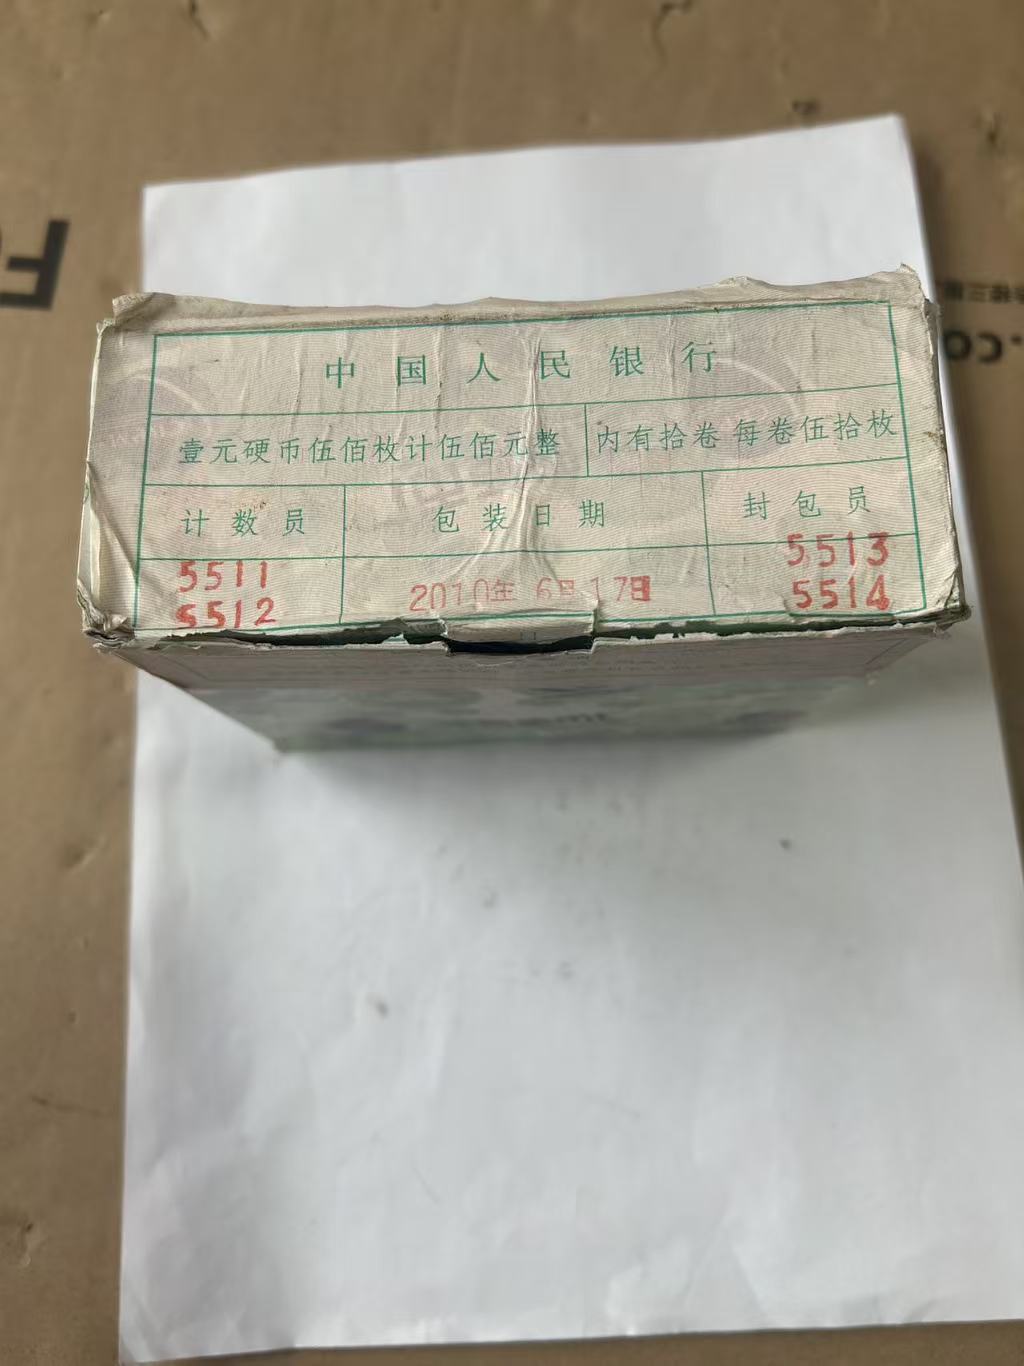 中国人民银行
壹元硬币伍佰枚计伍佰元整 内有拾卷 每卷伍拾枚
计数员 包装日期 封包员
5511 5513
5512 2010年 6月17日 5514
.co